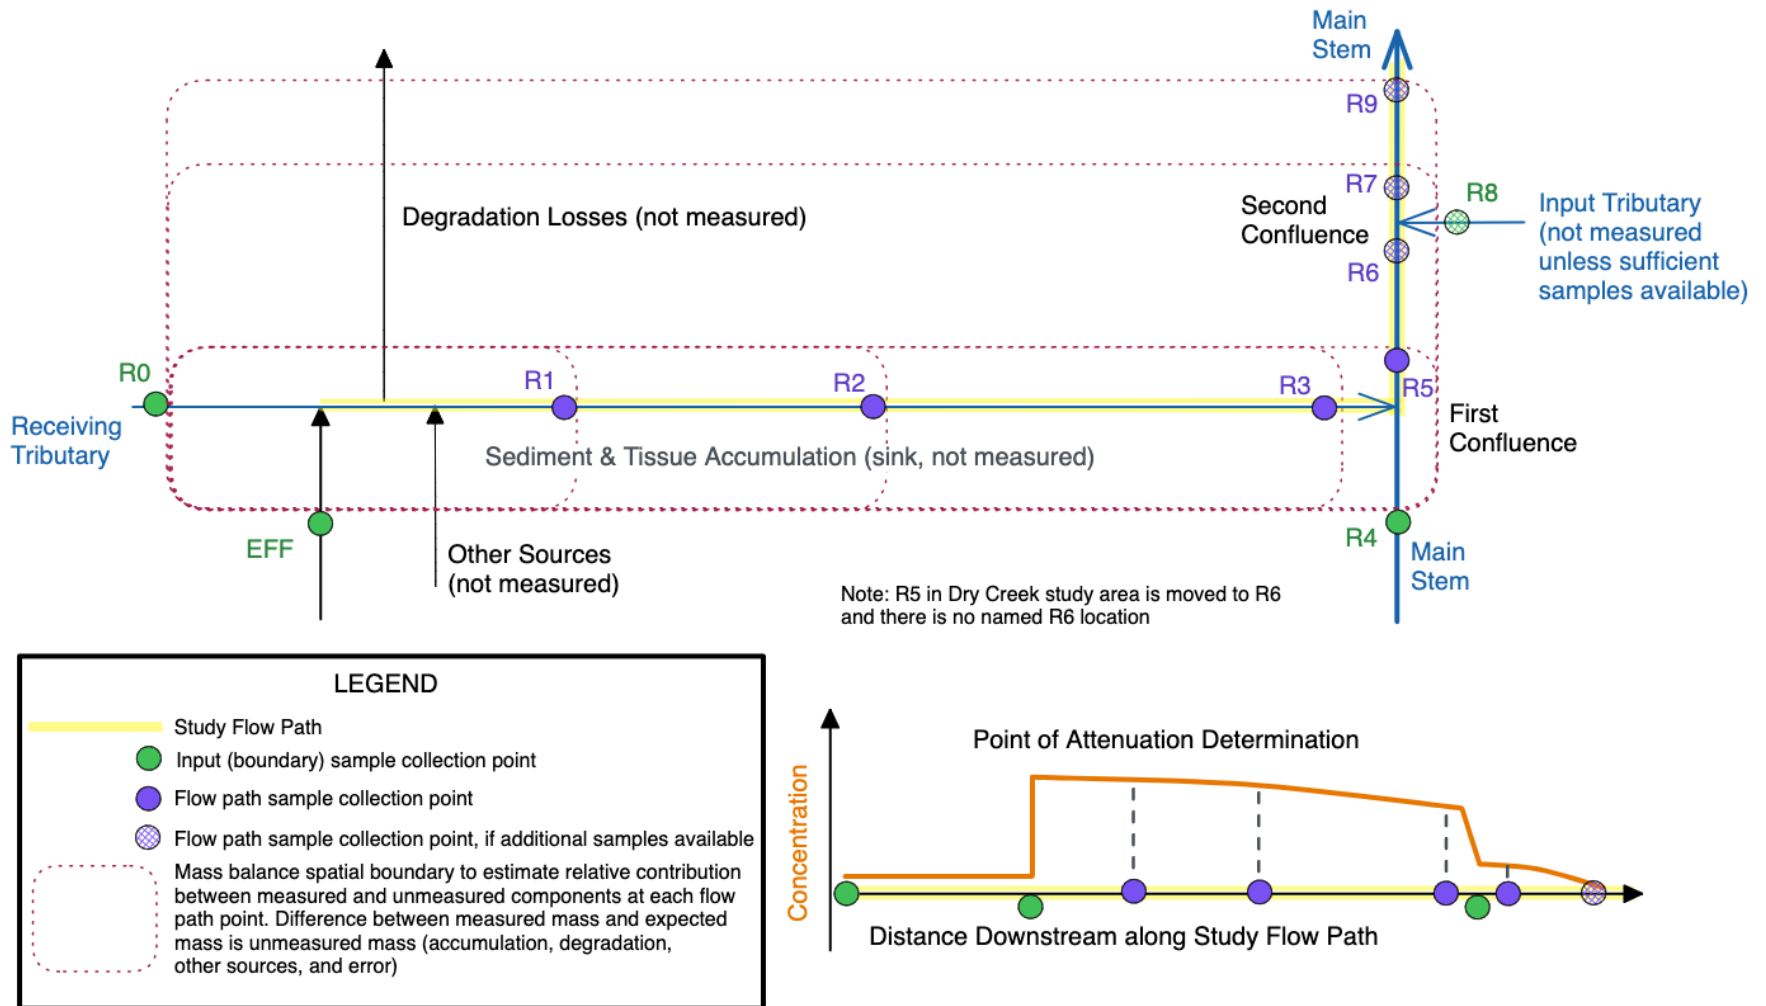 Main
Stem
R9
R7
R8
Second
Confluence
Input Tributary
(not measured
unless sufficient
samples available)
R6
Degradation Losses (not measured)
R0
R1
R2
R3
R5
Receiving
Tributary
First
Confluence
Sediment & Tissue Accumulation (sink, not measured)
EFF
Other Sources
(not measured)
R4
Main
Stem
Note: R5 in Dry Creek study area is moved to R6
and there is no named R6 location
LEGEND
Study Flow Path
Input (boundary) sample collection point
Flow path sample collection point
Flow path sample collection point, if additional samples available
Mass balance spatial boundary to estimate relative contribution
between measured and unmeasured components at each flow
path point. Difference between measured mass and expected
mass is unmeasured mass (accumulation, degradation,
other sources, and error)
Point of Attenuation Determination
Concentration
Distance Downstream along Study Flow Path